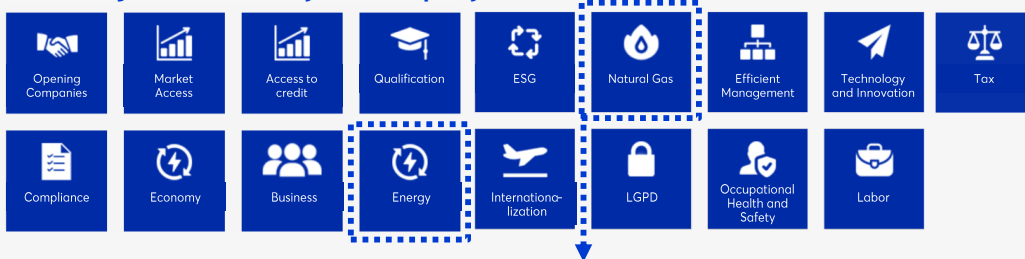 Opening
Companies
Market
Access
Access to
credit
Qualification
ESG
Natural Gas
Efficient
Management
Technology
and Innovation
Tax
Compliance
Economy
Business
Energy
Internationa-
lization
LGPD
Occupational
Health and
Safety
Labor